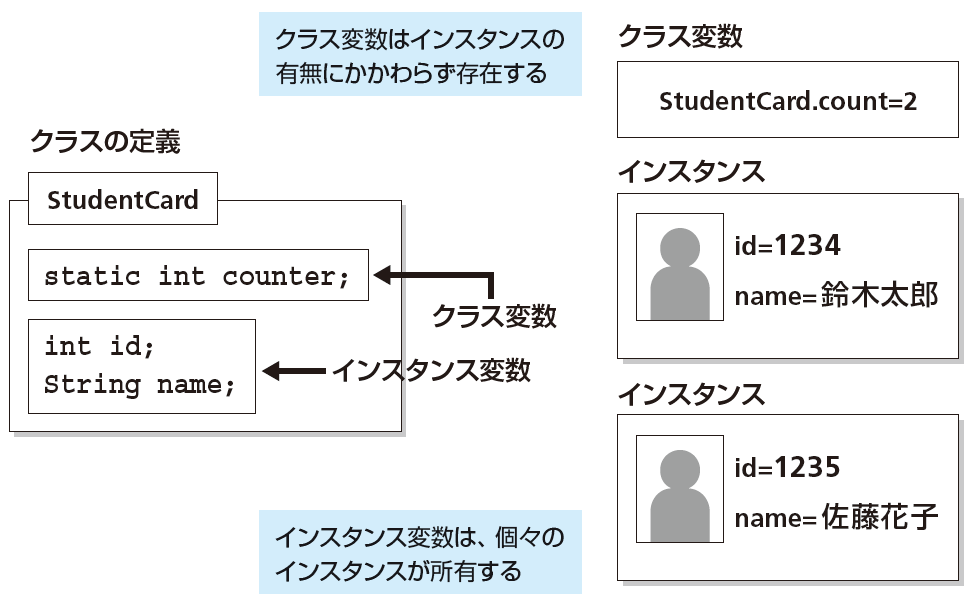 クラス変数はインスタンスの
有無にかかわらず存在する
クラスの定義
StudentCard
static int counter;
クラス変数
int id;
String name;
インスタンス変数
インスタンス変数は、個々の
インスタンスが所有する
クラス変数
StudentCard.count=2
インスタンス
id=1234
name=鈴木太郎
インスタンス
id=1235
name=佐藤花子